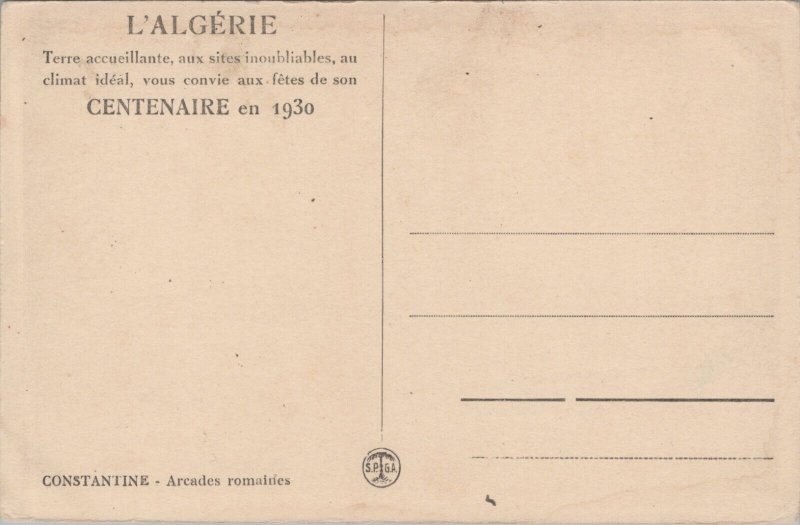 L'ALGÉRIE
Terre accueillante, aux sites inoubliables, au
climat idéal, vous convie aux fêtes de son
CENTENAIRE en 1930
CONSTANTINE - Arcades romaines
S.P.G.A.